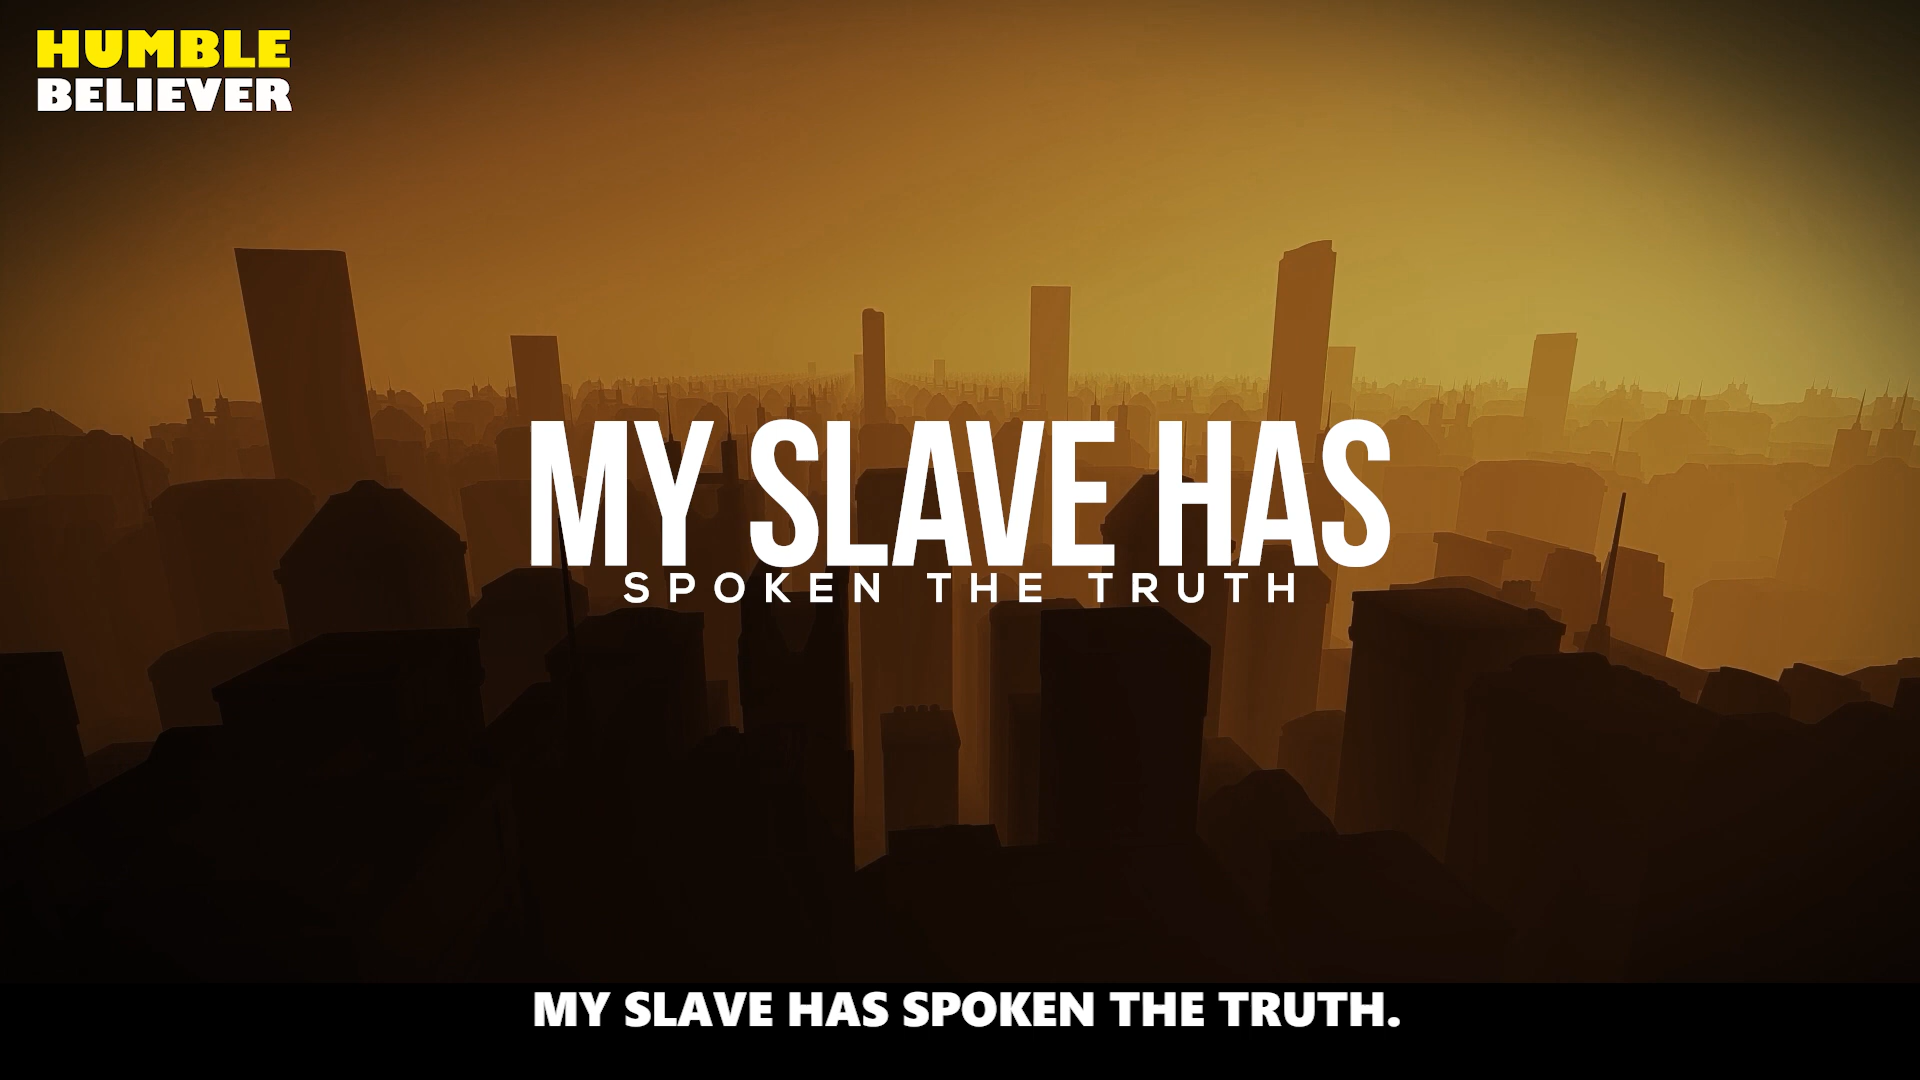 HUMBLE
BELIEVER
MY SLAVE HAS
SPOKEN THE TRUTH
MY SLAVE HAS SPOKEN THE TRUTH.